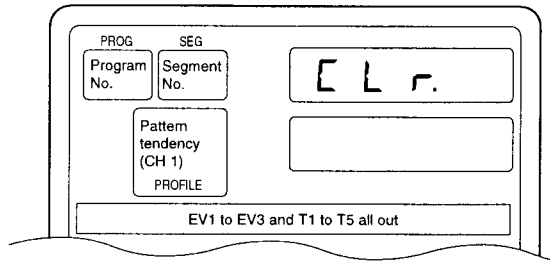 PROG SEG
Program No. Segment No.
C L r.
Pattern
tendency
(CH 1)
PROFILE
EV1 to EV3 and T1 to T5 all out